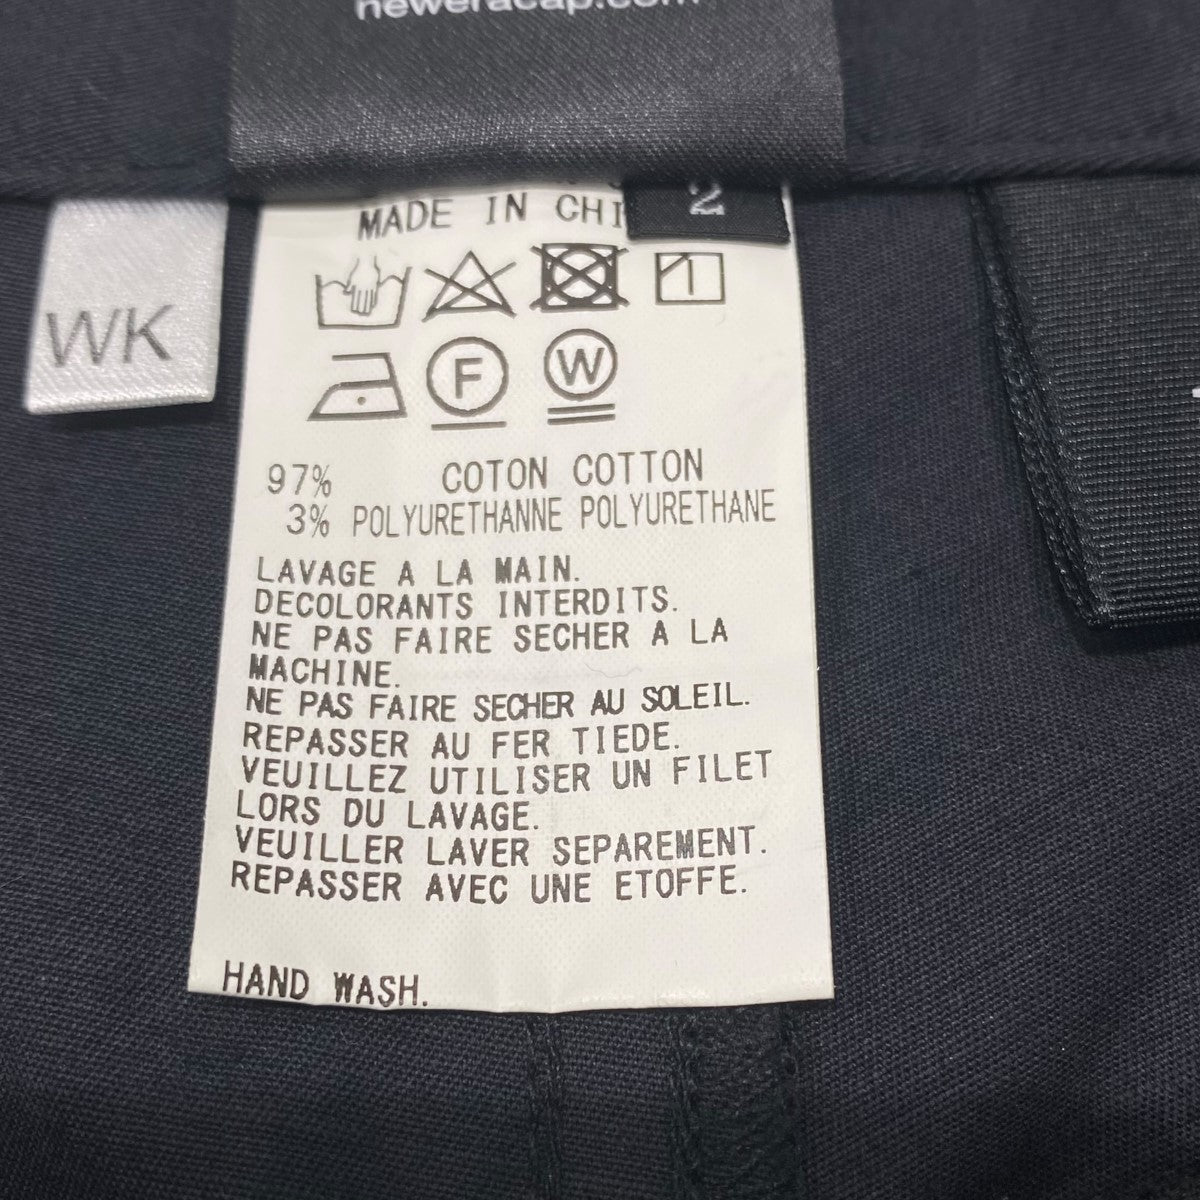 neweracap.com
2
MADE IN CHI
WK
F W
97% COTON COTTON
3% POLYURETHANNE POLYURETHANE
LAVAGE A LA MAIN.
DECOLORANTS INTERDITS.
NE PAS FAIRE SECHER A LA
MACHINE.
NE PAS FAIRE SECHER AU SOLEIL.
REPASSER AU FER TIEDE.
VEUILLEZ UTILISER UN FILET
LORS DU LAVAGE.
VEUILLER LAVER SEPAREMENT.
REPASSER AVEC UNE ETOFFE.
HAND WASH.